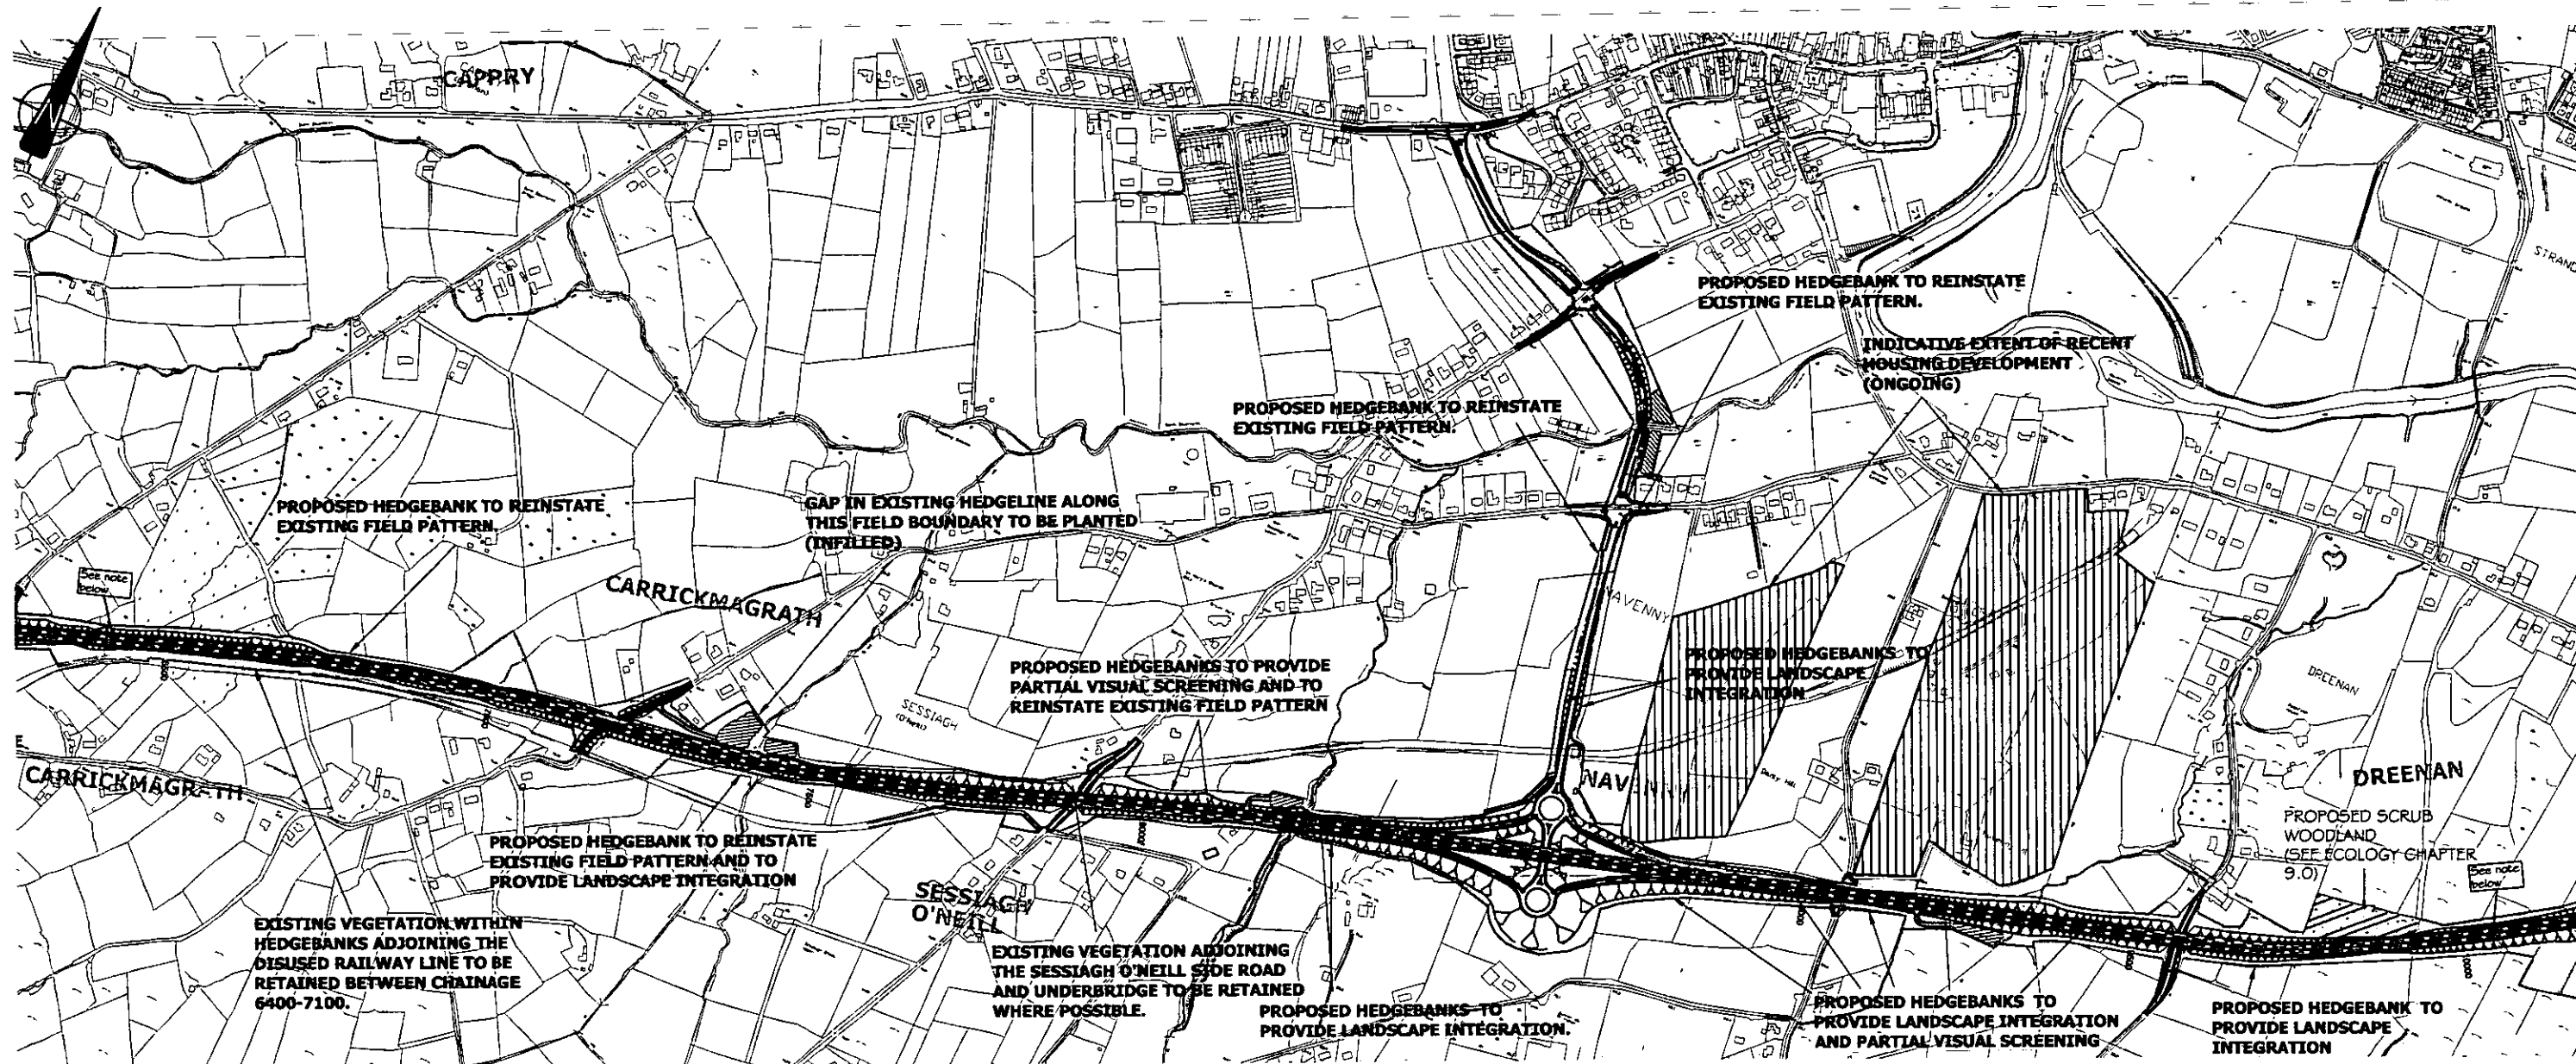 CAPPRY
PROPOSED HEDGEBANK TO REINSTATE
EXISTING FIELD PATTERN.
STRAND
INDICATIVE EXTENT OF RECENT
HOUSING DEVELOPMENT
(ONGOING)
PROPOSED HEDGEBANK TO REINSTATE
EXISTING FIELD PATTERN.
PROPOSED HEDGEBANK TO REINSTATE
EXISTING FIELD PATTERN.
GAP IN EXISTING HEDGELINE ALONG
THIS FIELD BOUNDARY TO BE PLANTED
(INFILLED)
See note
below
CARRICKMAGRATH
NAVENNY
PROPOSED HEDGEBANKS TO PROVIDE
PARTIAL VISUAL SCREENING AND TO
REINSTATE EXISTING FIELD PATTERN
PROPOSED HEDGEBANKS TO
PROVIDE LANDSCAPE
INTEGRATION
SESSIAGH
(O'Neill)
DREENAN
CARRICKMAGRATH
NAVENNY
Darcy Hill
DREENAN
PROPOSED SCRUB
WOODLAND
(SEE ECOLOGY CHAPTER
9.0)
See note
below
PROPOSED HEDGEBANK TO REINSTATE
EXISTING FIELD PATTERN AND TO
PROVIDE LANDSCAPE INTEGRATION
SESSIAGH
O'NEILL
EXISTING VEGETATION WITHIN
HEDGEBANKS ADJOINING THE
DISUSED RAILWAY LINE TO BE
RETAINED BETWEEN CHAINAGE
6400-7100.
EXISTING VEGETATION ADJOINING
THE SESSIAGH O'NEILL SIDE ROAD
AND UNDERBRIDGE TO BE RETAINED
WHERE POSSIBLE.
PROPOSED HEDGEBANKS TO
PROVIDE LANDSCAPE INTEGRATION.
PROPOSED HEDGEBANKS TO
PROVIDE LANDSCAPE INTEGRATION
AND PARTIAL VISUAL SCREENING
PROPOSED HEDGEBANK TO
PROVIDE LANDSCAPE
INTEGRATION